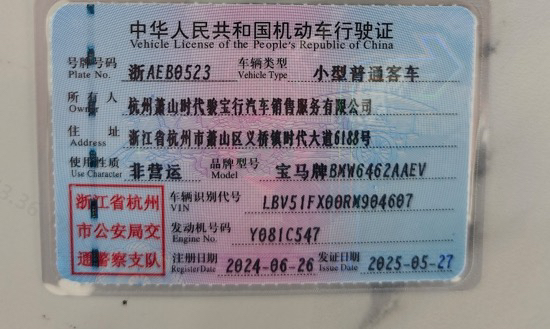 中华人民共和国机动车行驶证
Vehicle License of the People's Republic of China
号牌号码 Plate No. 浙AEB0523 车辆类型 Vehicle Type 小型普通客车
所有人 Owner 杭州萧山时代骏宝行汽车销售服务有限公司
住址 Address 浙江省杭州市萧山区义桥镇时代大道6188号
使用性质 Use Character 非营运 品牌型号 Model 宝马牌BMW6462AAEV
浙江省杭州市公安局交通警察支队
车辆识别代号 VIN LBV51FX00RM904607
发动机号码 Engine No. Y081C547
注册日期 Register Date 2024-06-26 发证日期 Issue Date 2025-05-27